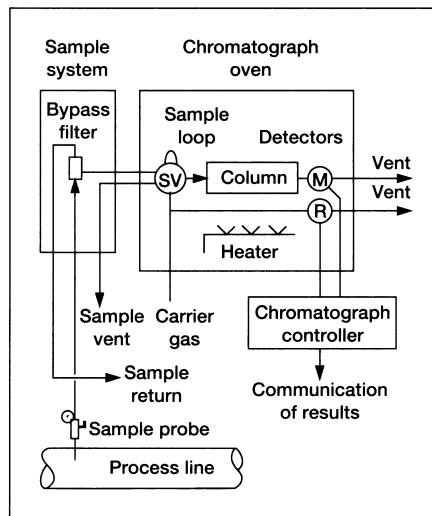 Sample
system
Chromatograph
oven
Bypass
filter
Sample
loop
Detectors
SV
Column
M
Vent
Vent
R
Heater
Sample
vent
Carrier
gas
Chromatograph
controller
Sample
return
Communication
of results
Sample probe
Process line